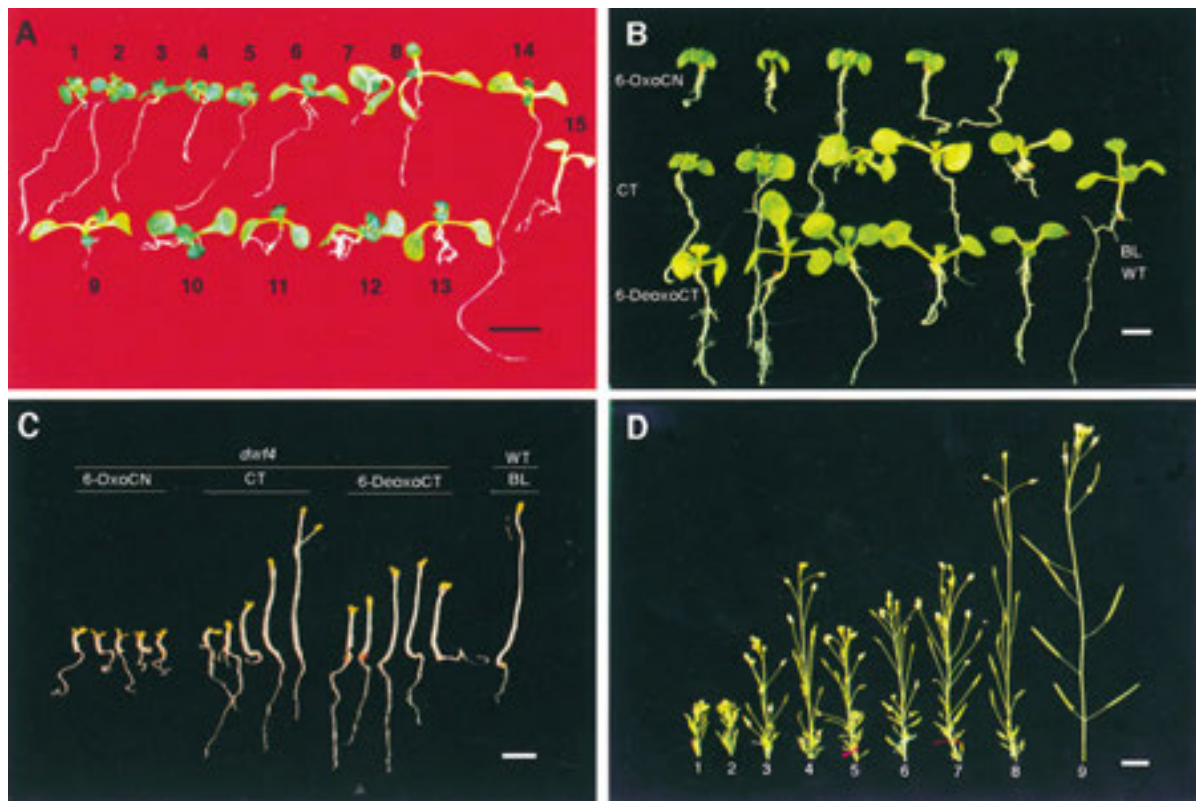 A
1 2 3 4 5 6 7 8 14
15
9 10 11 12 13
B
6-OxoCN
CT
6-DeoxoCT
BL
WT
C
dwf4 WT
6-OxoCN CT 6-DeoxoCT BL
D
1 2 3 4 5 6 7 8 9